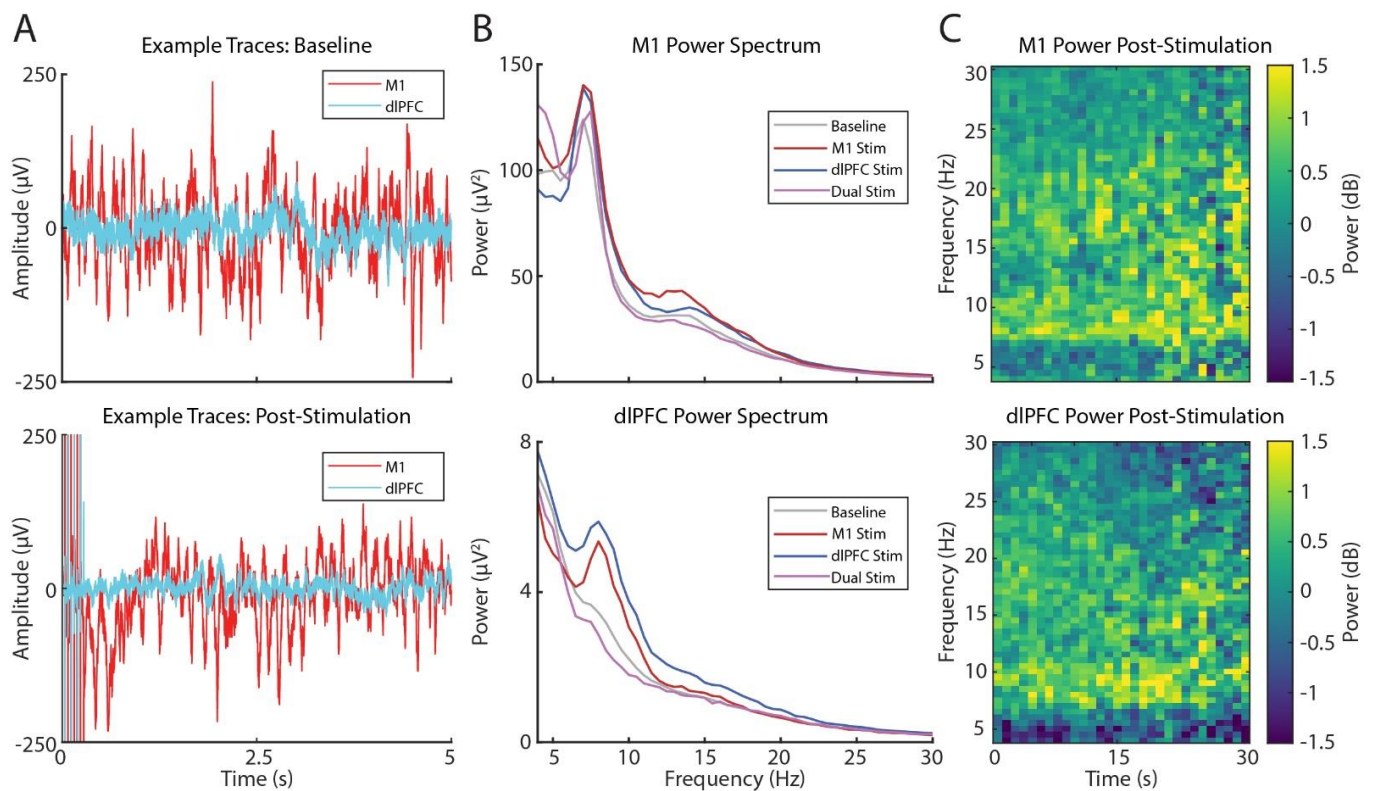 A
Example Traces: Baseline
250
0
-250
Amplitude (μV)
M1
dlPFC
Example Traces: Post-Stimulation
250
0
-250
Amplitude (μV)
M1
dlPFC
0
2.5
5
Time (s)
B
M1 Power Spectrum
150
100
50
0
Power (μV²)
Baseline
M1 Stim
dlPFC Stim
Dual Stim
dlPFC Power Spectrum
8
4
0
Power (μV²)
Baseline
M1 Stim
dlPFC Stim
Dual Stim
5
10
15
20
25
30
Frequency (Hz)
C
M1 Power Post-Stimulation
30
25
20
15
10
5
Frequency (Hz)
1.5
1
0.5
0
-0.5
-1
-1.5
Power (dB)
dlPFC Power Post-Stimulation
30
25
20
15
10
5
Frequency (Hz)
0
15
30
Time (s)
1.5
1
0.5
0
-0.5
-1
-1.5
Power (dB)